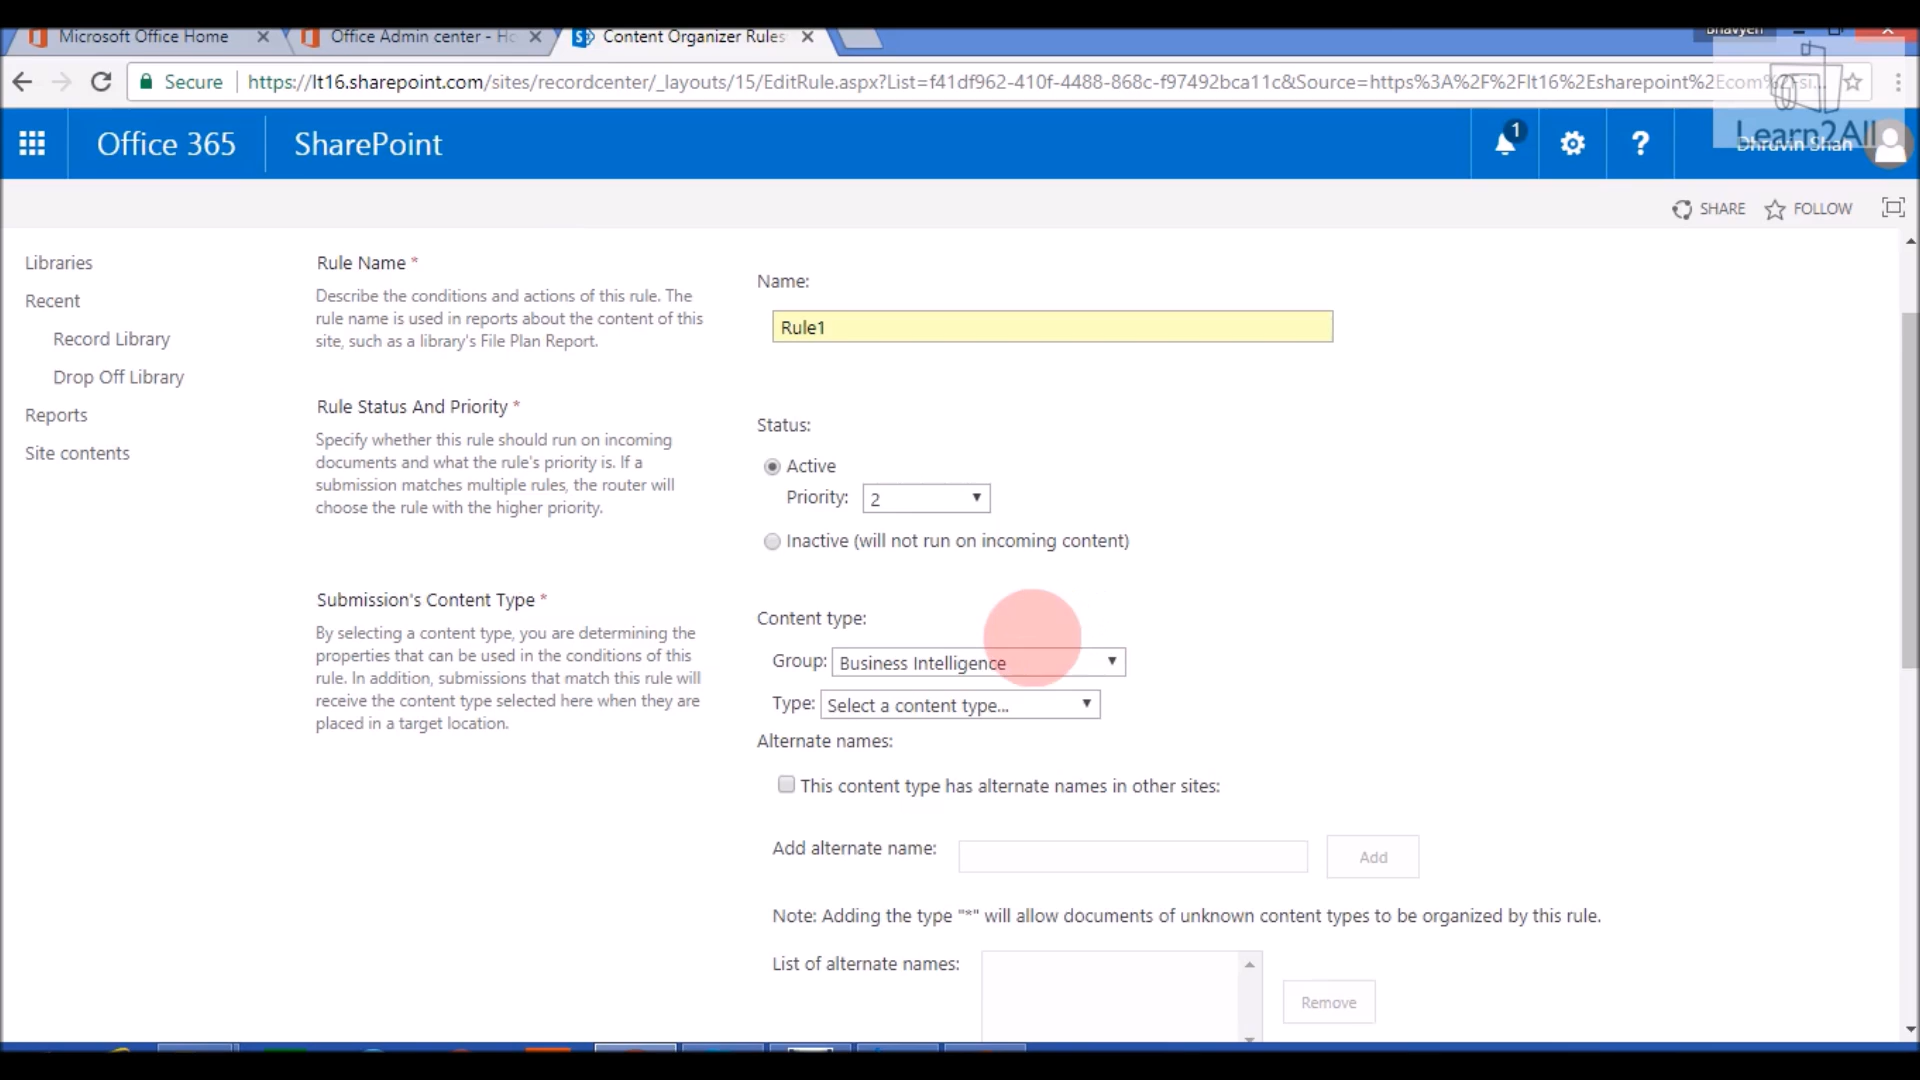 Microsoft Office Home
Office Admin center - Ho
Content Organizer Rules
Bhavyen
Secure
https://lt16.sharepoint.com/sites/recordcenter/_layouts/15/EditRule.aspx?List=f41df962-410f-4488-868c-f97492bca11c&Source=https%3A%2F%2Flt16%2Esharepoint%2Ecom%2Fsi...
Office 365
SharePoint
1
?
Learn2All
Dhruvin Shah
SHARE
FOLLOW
Libraries
Recent
Record Library
Drop Off Library
Reports
Site contents
Rule Name *
Describe the conditions and actions of this rule. The
rule name is used in reports about the content of this
site, such as a library's File Plan Report.
Name:
Rule1
Rule Status And Priority *
Specify whether this rule should run on incoming
documents and what the rule's priority is. If a
submission matches multiple rules, the router will
choose the rule with the higher priority.
Status:
Active
Priority: 2
Inactive (will not run on incoming content)
Submission's Content Type *
By selecting a content type, you are determining the
properties that can be used in the conditions of this
rule. In addition, submissions that match this rule will
receive the content type selected here when they are
placed in a target location.
Content type:
Group: Business Intelligence
Type: Select a content type...
Alternate names:
This content type has alternate names in other sites:
Add alternate name:
Add
Note: Adding the type "*" will allow documents of unknown content types to be organized by this rule.
List of alternate names:
Remove